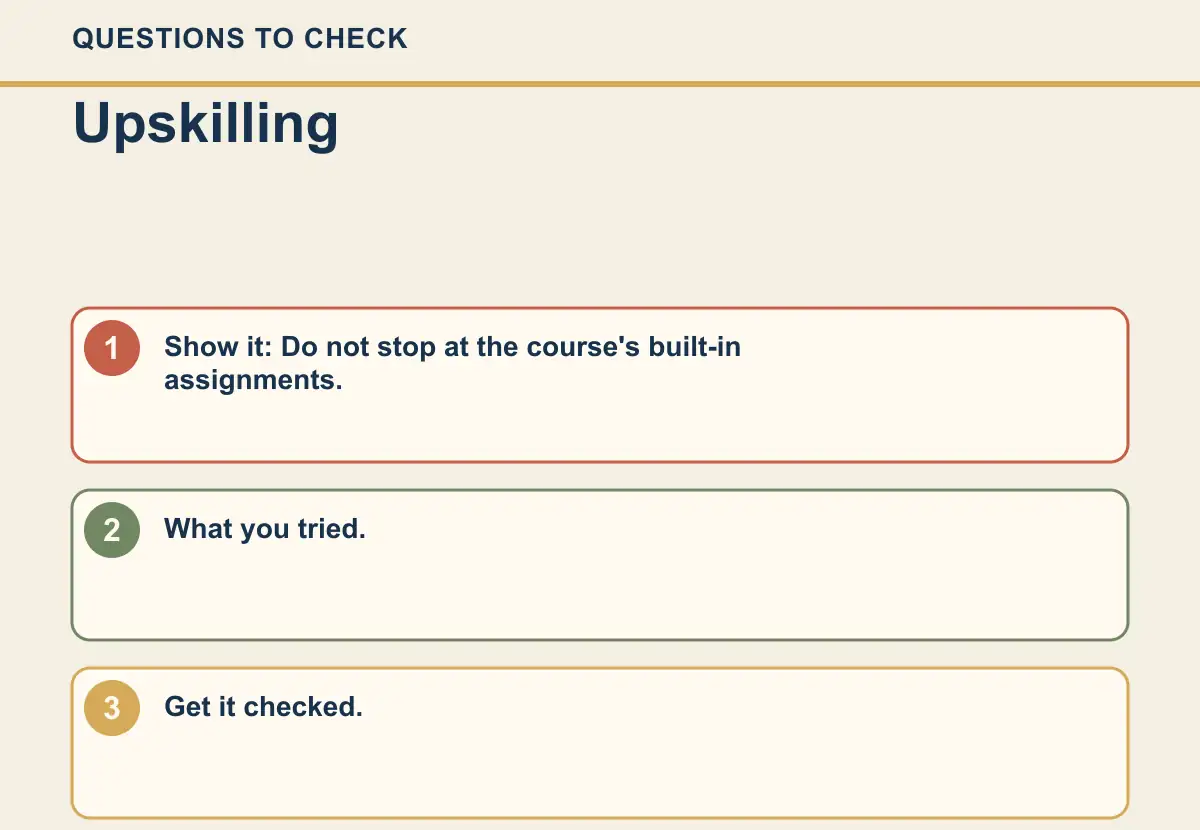 QUESTIONS TO CHECK
Upskilling
1
Show it: Do not stop at the course's built-in
assignments.
2
What you tried.
3
Get it checked.